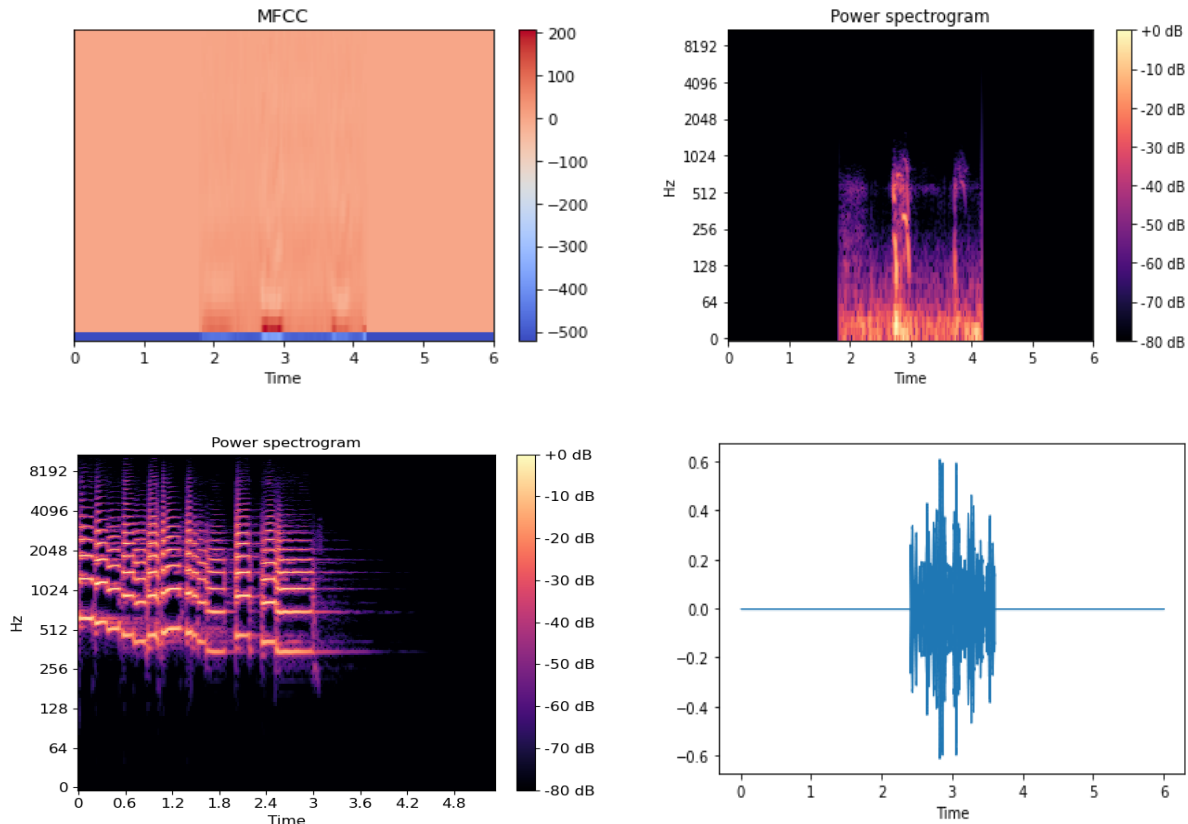 MFCC
200
100
0
−100
−200
−300
−400
−500
0 1 2 3 4 5 6
Time
Power spectrogram
8192
4096
2048
1024
512
256
128
64
0
Hz
+0 dB
-10 dB
-20 dB
-30 dB
-40 dB
-50 dB
-60 dB
-70 dB
-80 dB
0 1 2 3 4 5 6
Time
Power spectrogram
8192
4096
2048
1024
512
256
128
64
0
Hz
+0 dB
-10 dB
-20 dB
-30 dB
-40 dB
-50 dB
-60 dB
-70 dB
-80 dB
0 0.6 1.2 1.8 2.4 3 3.6 4.2 4.8
Time
0.6
0.4
0.2
0.0
−0.2
−0.4
−0.6
0 1 2 3 4 5 6
Time